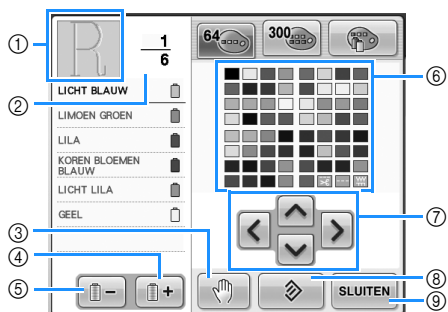 ①
R
1
6
64
300
②
⑥
LICHT BLAUW
LIMOEN GROEN
LILA
KOREN BLOEMEN
BLAUW
LICHT LILA
GEEL
③
④
⑤
⑦
⑧
SLUITEN
⑨